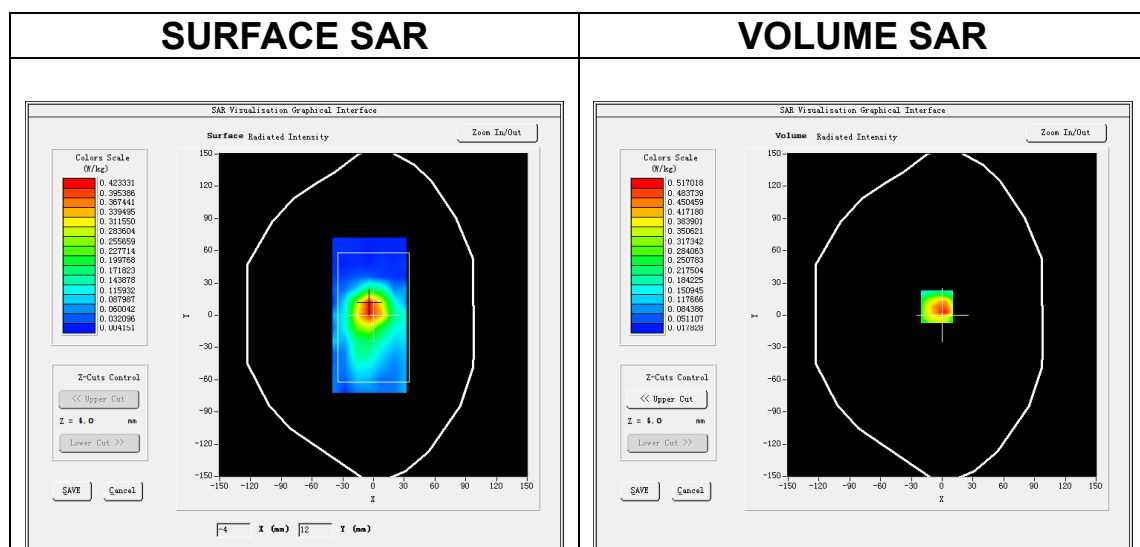 SURFACE SAR
VOLUME SAR
SAR Visualisation Graphical Interface
Surface Radiated Intensity
Zoom In/Out
Colors Scale
(W/kg)
0.423331
0.395386
0.367441
0.339495
0.311550
0.283604
0.255659
0.227714
0.199768
0.171823
0.143878
0.115932
0.087987
0.060042
0.032096
0.004151
Z-Cuts Control
<< Upper Cut
Z = 4.0 mm
Lower Cut >>
SAVE
Cancel
150
120
90
60
30
0
-30
-60
-90
-120
-150
Y
-150 -120 -90 -60 -30 0 30 60 90 120 150
X
-4 X (mm) 12 Y (mm)
SAR Visualisation Graphical Interface
Volume Radiated Intensity
Zoom In/Out
Colors Scale
(W/kg)
0.517018
0.483739
0.450459
0.417180
0.383901
0.350621
0.317342
0.284063
0.250783
0.217504
0.184225
0.150945
0.117666
0.084386
0.051107
0.017828
Z-Cuts Control
<< Upper Cut
Z = 4.0 mm
Lower Cut >>
SAVE
Cancel
150
120
90
60
30
0
-30
-60
-90
-120
-150
Y
-150 -120 -90 -60 -30 0 30 60 90 120 150
X